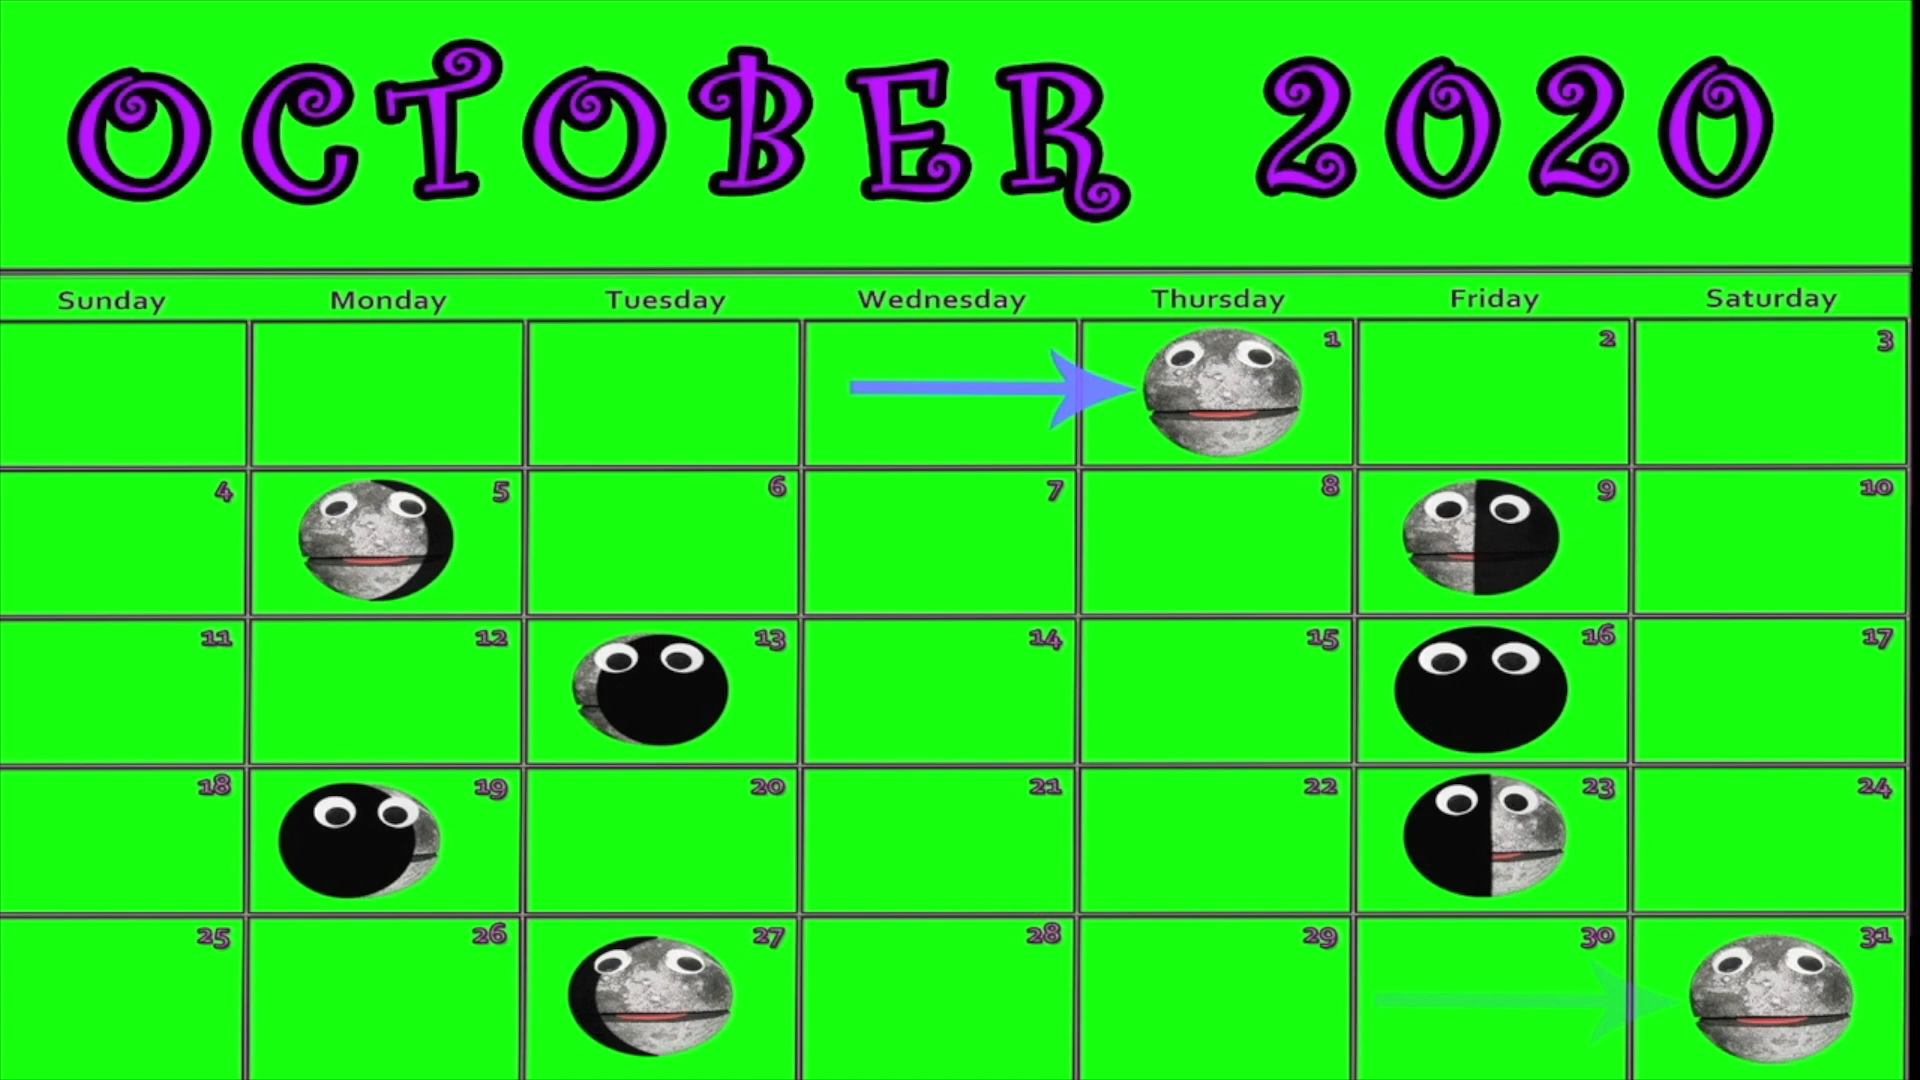 OCTOBER 2020
Sunday Monday Tuesday Wednesday Thursday Friday Saturday
1 2 3
4 5 6 7 8 9 10
11 12 13 14 15 16 17
18 19 20 21 22 23 24
25 26 27 28 29 30 31